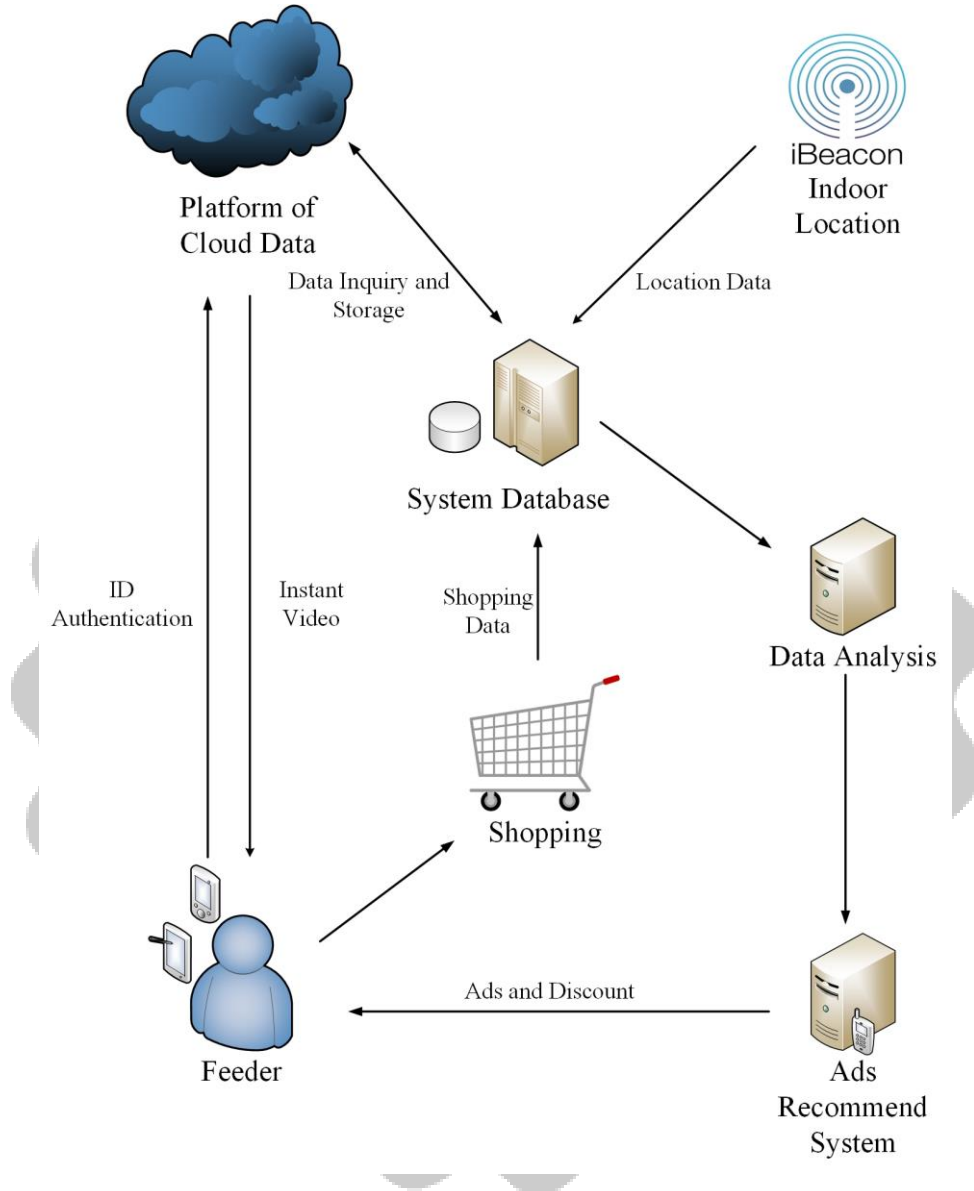 iBeacon
Indoor
Location
Platform of
Cloud Data
Data Inquiry and
Storage
Location Data
System Database
ID
Authentication
Instant
Video
Shopping
Data
Data Analysis
Shopping
Ads and Discount
Feeder
Ads
Recommend
System